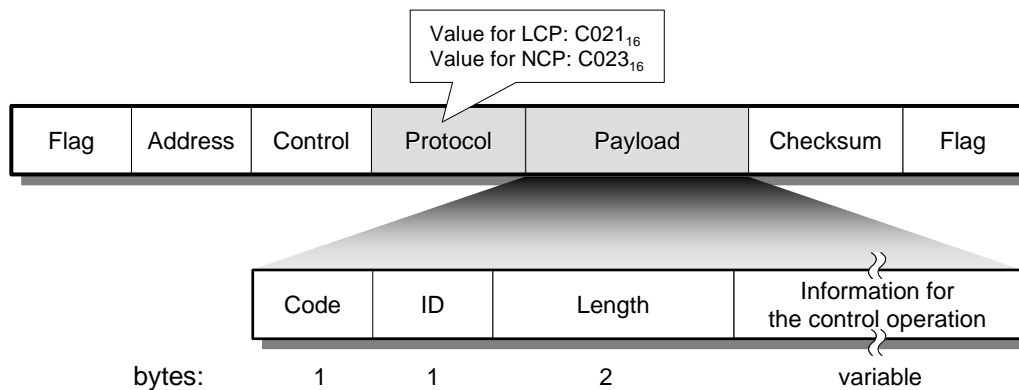 Value for LCP: C021₁₆
Value for NCP: C023₁₆
Flag Address Control Protocol Payload Checksum Flag
Code ID Length Information for
the control operation
bytes: 1 1 2 variable